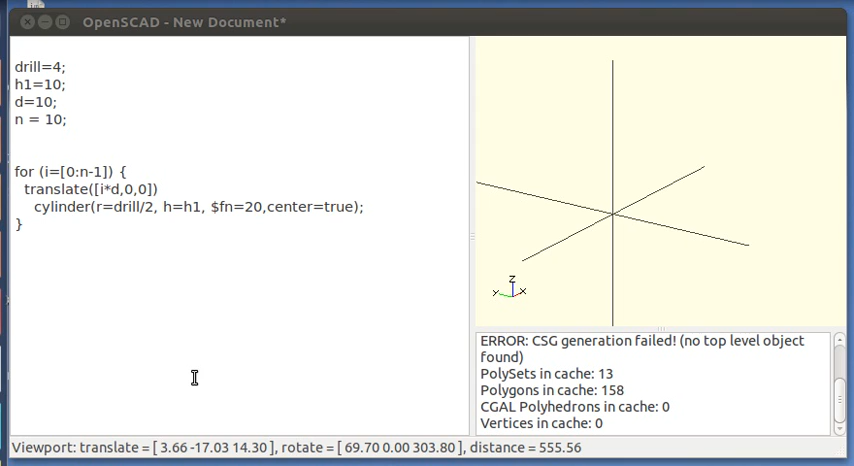 OpenSCAD - New Document*
drill=4;
h1=10;
d=10;
n = 10;
for (i=[0:n-1]) {
translate([i*d,0,0])
cylinder(r=drill/2, h=h1, $fn=20,center=true);
}
Z
Y
X
ERROR: CSG generation failed! (no top level object
found)
PolySets in cache: 13
Polygons in cache: 158
CGAL Polyhedrons in cache: 0
Vertices in cache: 0
Viewport: translate = [ 3.66 -17.03 14.30 ], rotate = [ 69.70 0.00 303.80 ], distance = 555.56